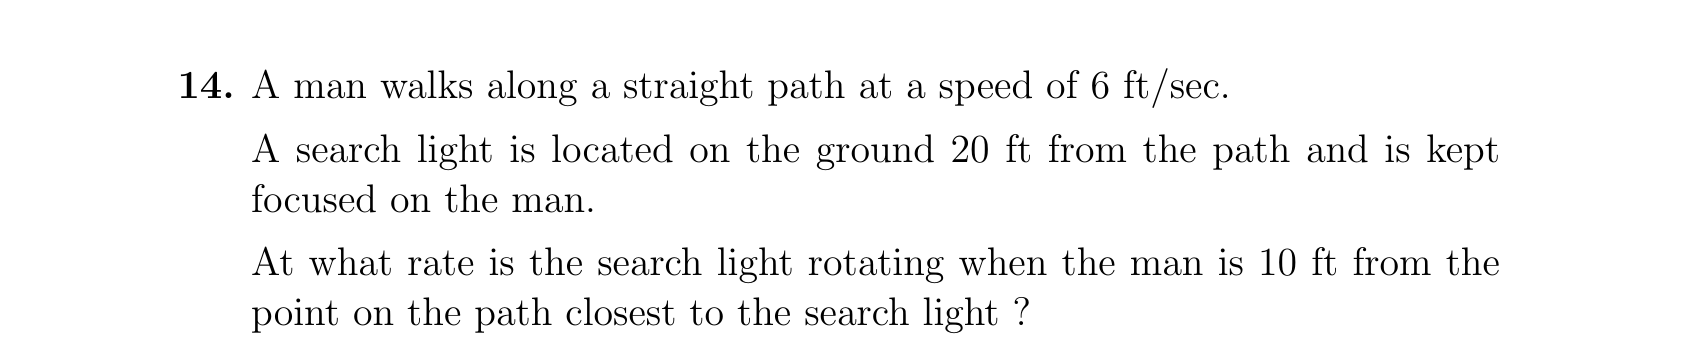 14. A man walks along a straight path at a speed of 6 ft/sec.
A search light is located on the ground 20 ft from the path and is kept
focused on the man.
At what rate is the search light rotating when the man is 10 ft from the
point on the path closest to the search light ?